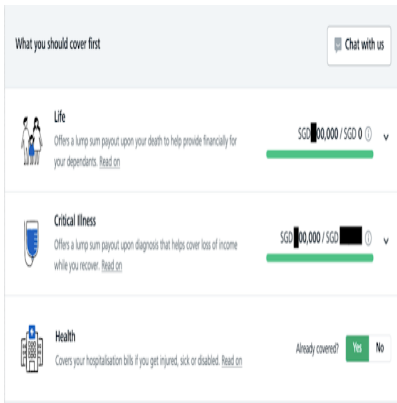 What you should cover first
Chat with us
Life
Offers a lump sum payout upon your death to help provide financially for
your dependants. Read on
SGD 00,000 / SGD 0
Critical Illness
Offers a lump sum payout upon diagnosis that helps cover loss of income
while you recover. Read on
SGD 00,000 / SGD
Health
Covers your hospitalisation bills if you get injured, sick or disabled. Read on
Already covered?
Yes
No